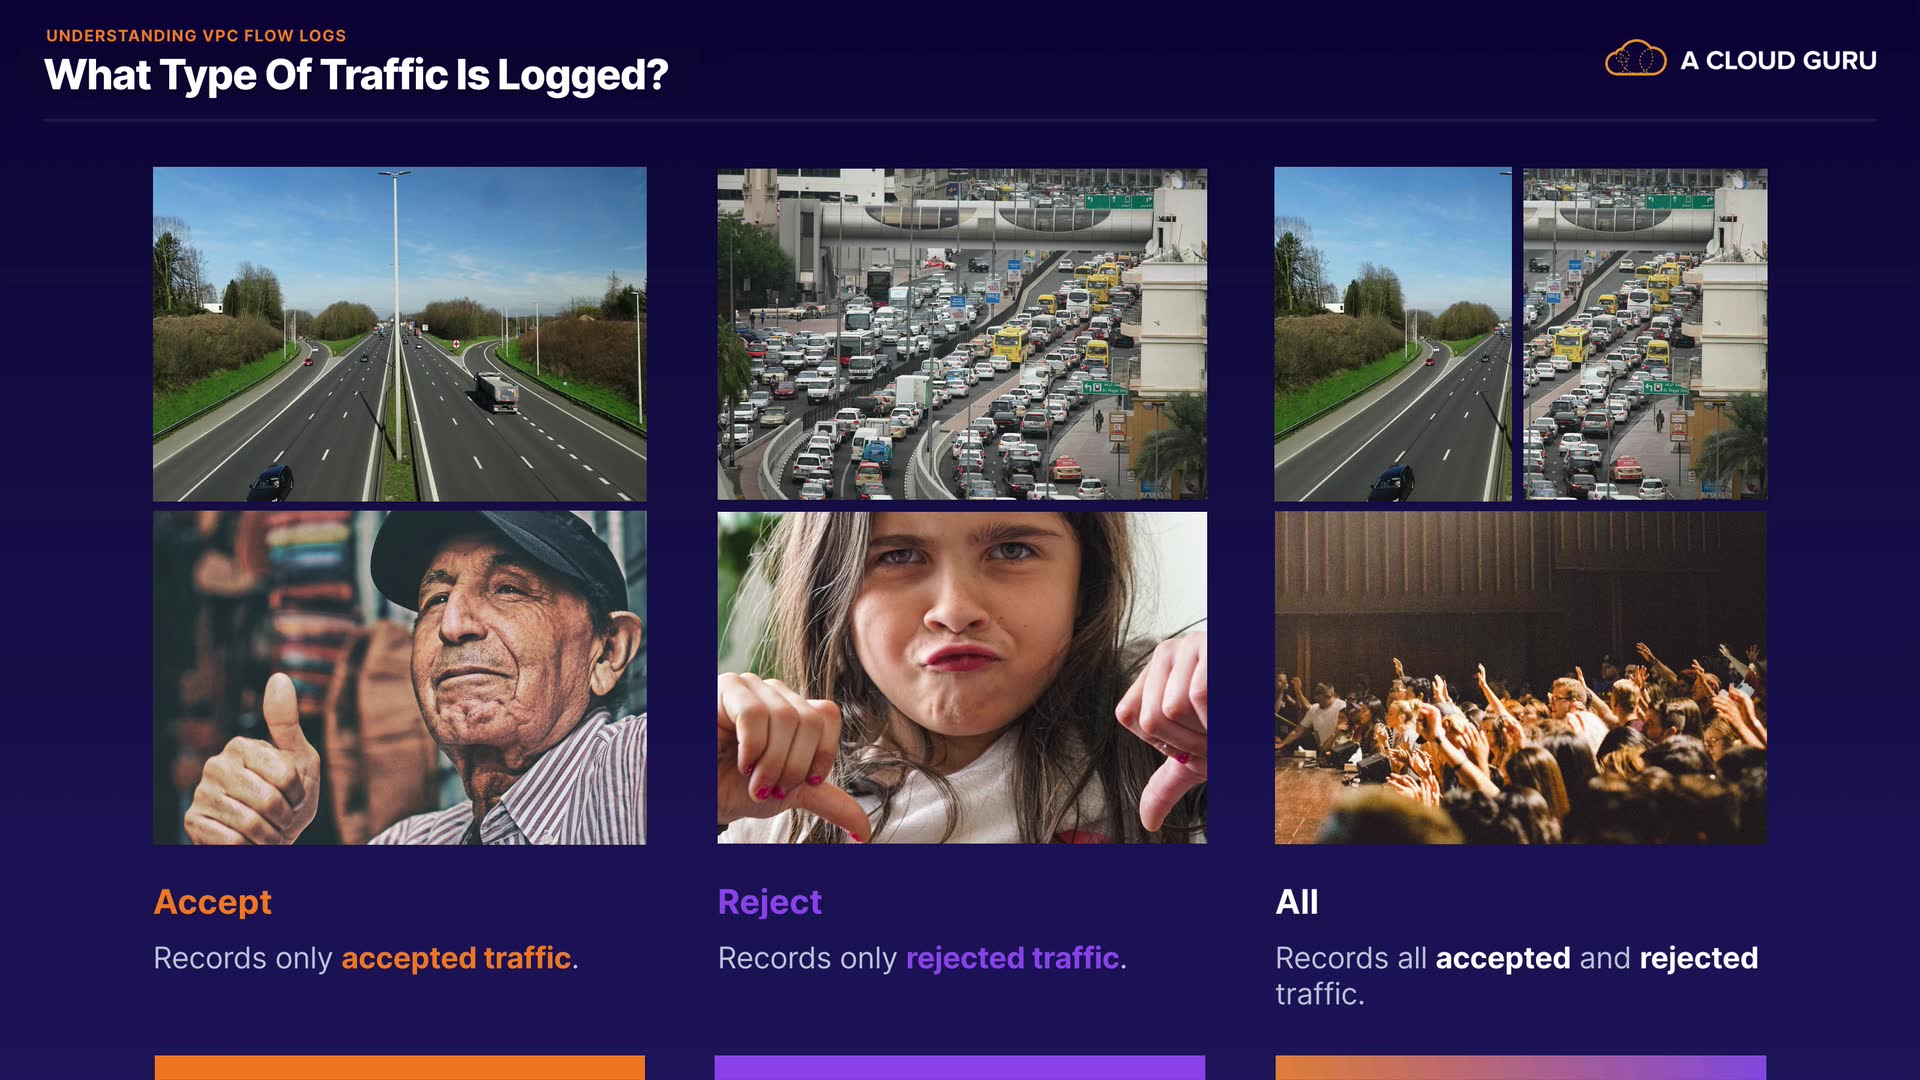 UNDERSTANDING VPC FLOW LOGS
What Type Of Traffic Is Logged?
A CLOUD GURU
Accept
Records only accepted traffic.
Reject
Records only rejected traffic.
All
Records all accepted and rejected
traffic.